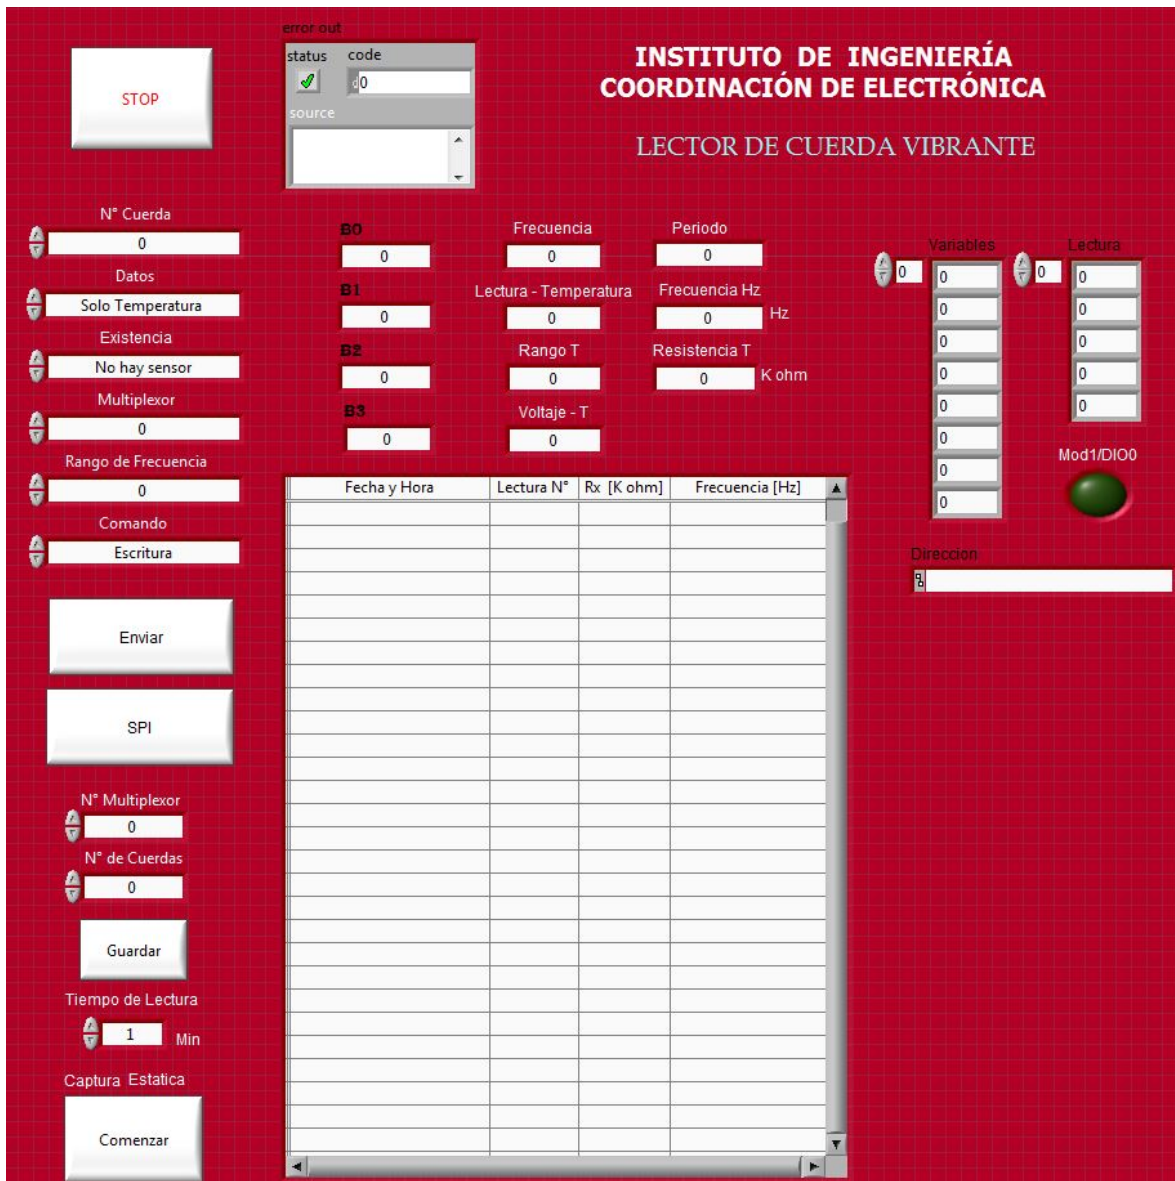 error out
status code
0
source
STOP
INSTITUTO DE INGENIERÍA
COORDINACIÓN DE ELECTRÓNICA
LECTOR DE CUERDA VIBRANTE
N° Cuerda
0
Datos
Solo Temperatura
Existencia
No hay sensor
Multiplexor
0
Rango de Frecuencia
0
Comando
Escritura
Enviar
SPI
N° Multiplexor
0
N° de Cuerdas
0
Guardar
Tiempo de Lectura
1 Min
Captura Estatica
Comenzar
B0
0
B1
0
B2
0
B3
0
Frecuencia
0
Lectura - Temperatura
0
Rango T
0
Voltaje - T
0
Periodo
0
Frecuencia Hz
0 Hz
Resistencia T
0 K ohm
Fecha y Hora Lectura N° Rx [K ohm] Frecuencia [Hz]
Variables
0 0
0
0
0
0
0
0
0
Lectura
0 0
0
0
0
0
Mod1/DIO0
Direccion